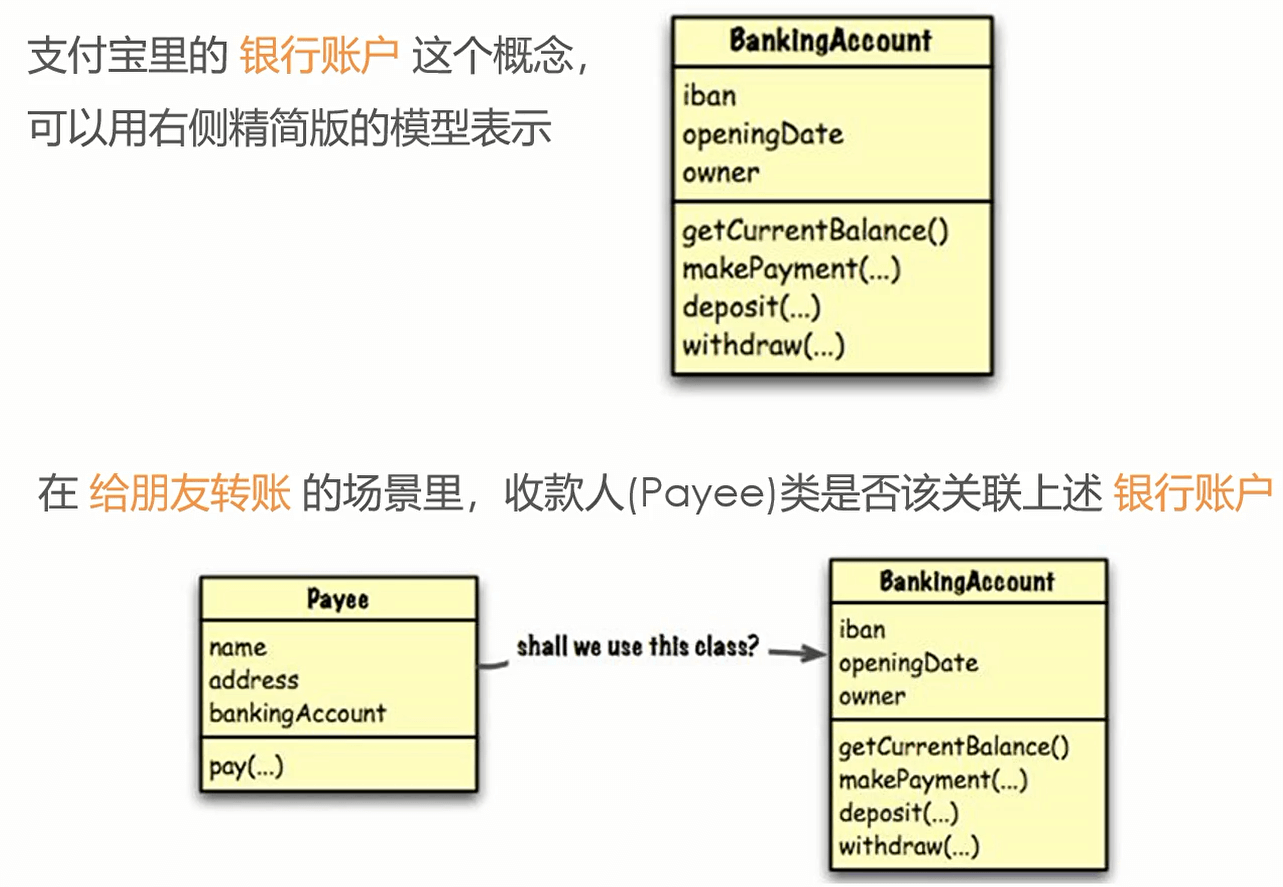 支付宝里的 银行账户 这个概念，
可以用右侧精简版的模型表示
BankingAccount
iban
openingDate
owner
getCurrentBalance()
makePayment(...)
deposit(...)
withdraw(...)
在 给朋友转账 的场景里，收款人(Payee)类是否该关联上述 银行账户
Payee
name
address
bankingAccount
pay(...)
shall we use this class?
BankingAccount
iban
openingDate
owner
getCurrentBalance()
makePayment(...)
deposit(...)
withdraw(...)